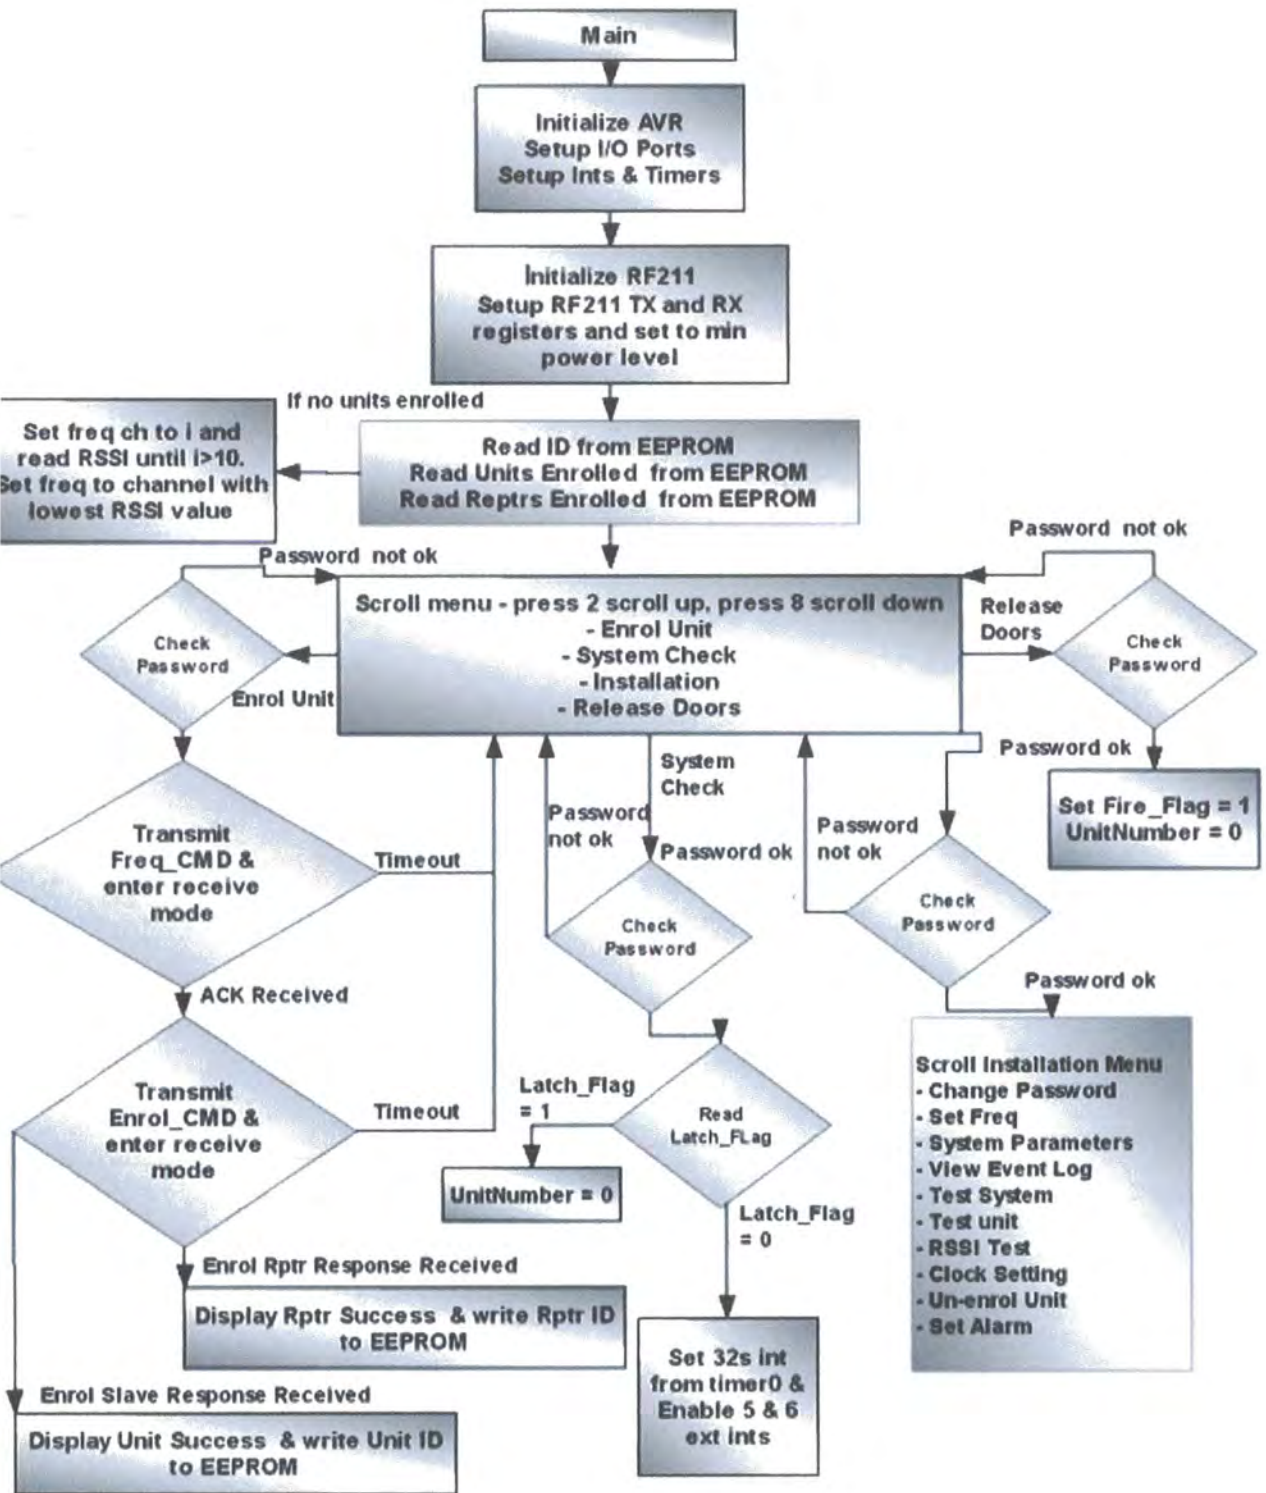 Main
Initialize AVR
Setup I/O Ports
Setup Ints & Timers
Initialize RF211
Setup RF211 TX and RX
registers and set to min
power level
If no units enrolled
Set freq ch to i and
read RSSI until i>10.
Set freq to channel with
lowest RSSI value
Read ID from EEPROM
Read Units Enrolled from EEPROM
Read Reptrs Enrolled from EEPROM
Password not ok
Password not ok
Check
Password
Enrol Unit
Scroll menu - press 2 scroll up, press 8 scroll down
- Enrol Unit
- System Check
- Installation
- Release Doors
Release
Doors
Check
Password
Password ok
Set Fire_Flag = 1
UnitNumber = 0
Transmit
Freq_CMD &
enter receive
mode
Timeout
Password
not ok
System
Check
Password ok
Check
Password
Password
not ok
Check
Password
Password ok
ACK Received
Transmit
Enrol_CMD &
enter receive
mode
Timeout
Latch_Flag
= 1
Read
Latch_FLag
UnitNumber = 0
Latch_Flag
= 0
Scroll Installation Menu
- Change Password
- Set Freq
- System Parameters
- View Event Log
- Test System
- Test unit
- RSSI Test
- Clock Setting
- Un-enrol Unit
- Set Alarm
Enrol Rptr Response Received
Display Rptr Success & write Rptr ID
to EEPROM
Set 32s int
from timer0 &
Enable 5 & 6
ext ints
Enrol Slave Response Received
Display Unit Success & write Unit ID
to EEPROM